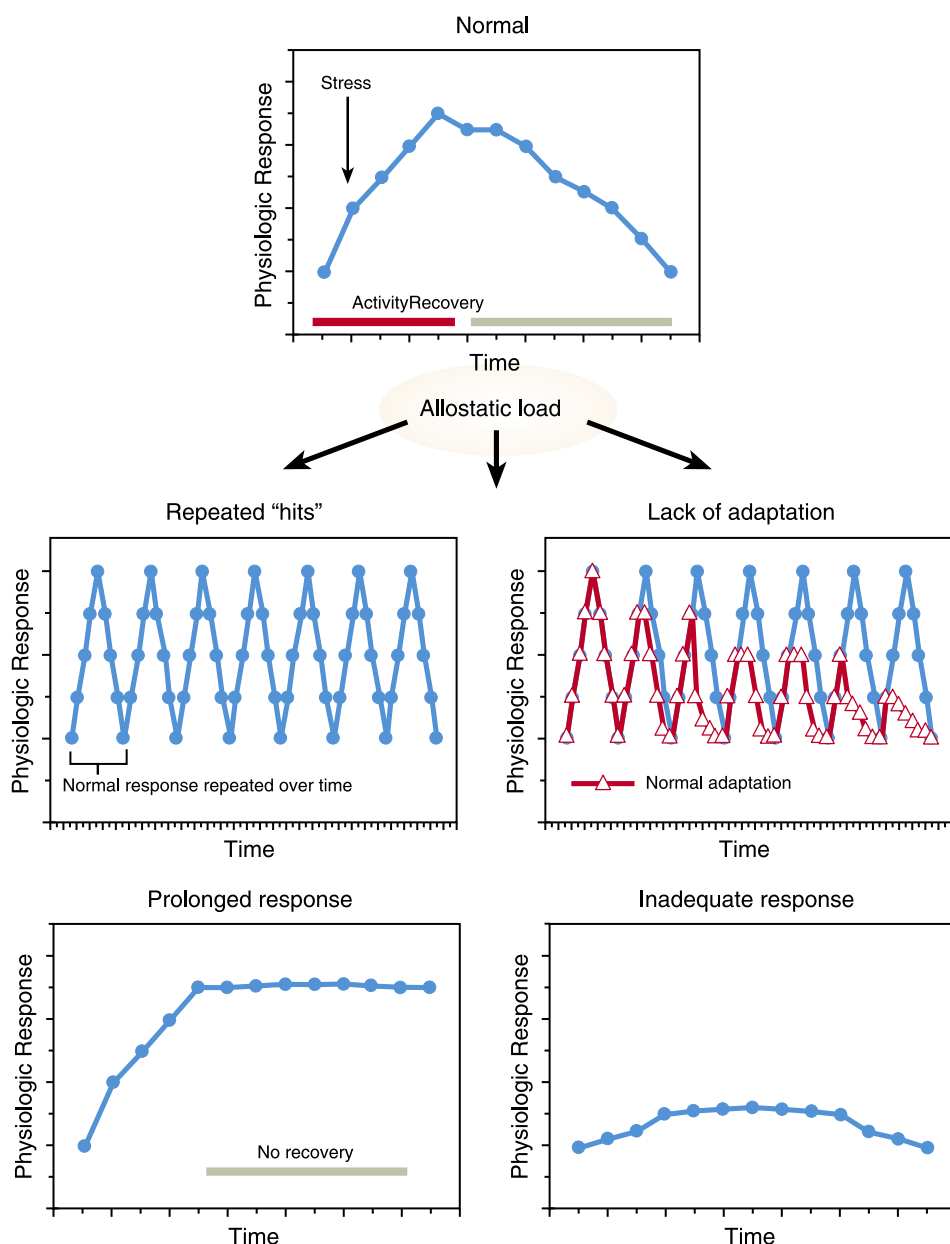 Normal
Stress
Physiologic Response
ActivityRecovery
Time
Allostatic load
Repeated “hits”
Physiologic Response
Normal response repeated over time
Time
Lack of adaptation
Physiologic Response
Normal adaptation
Time
Prolonged response
Physiologic Response
No recovery
Time
Inadequate response
Physiologic Response
Time